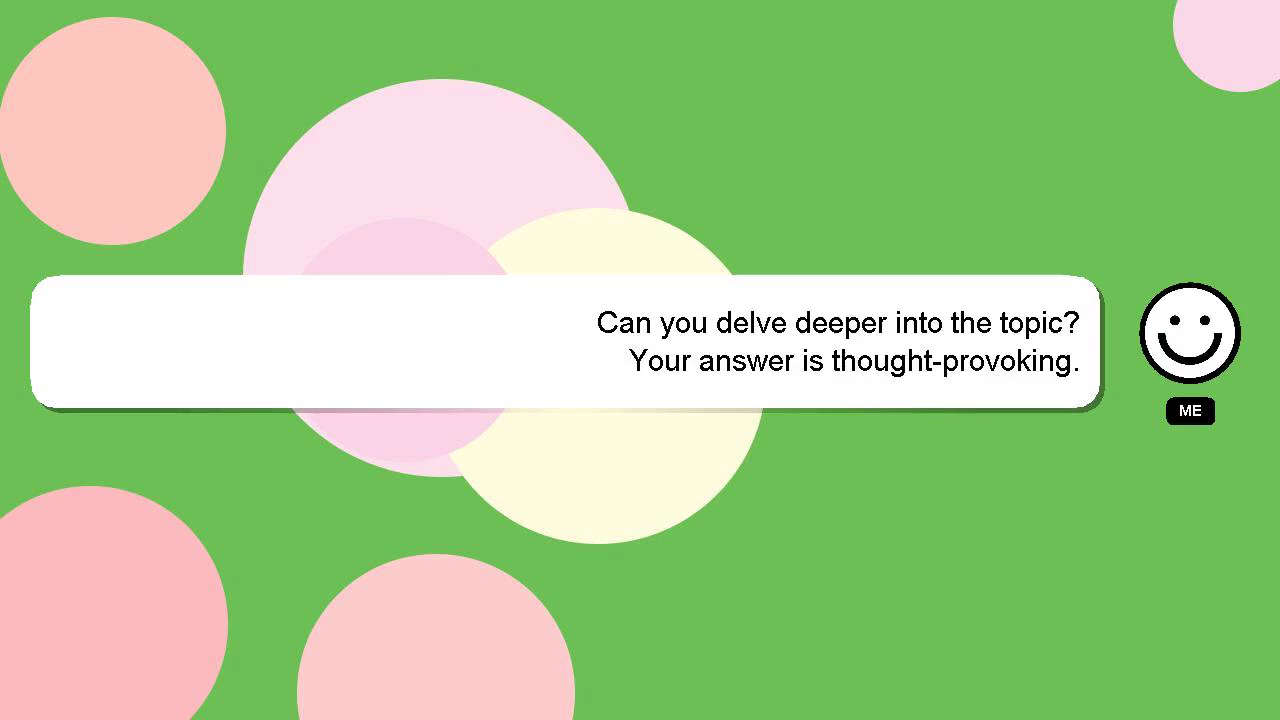 Can you delve deeper into the topic?
Your answer is thought-provoking.
ME